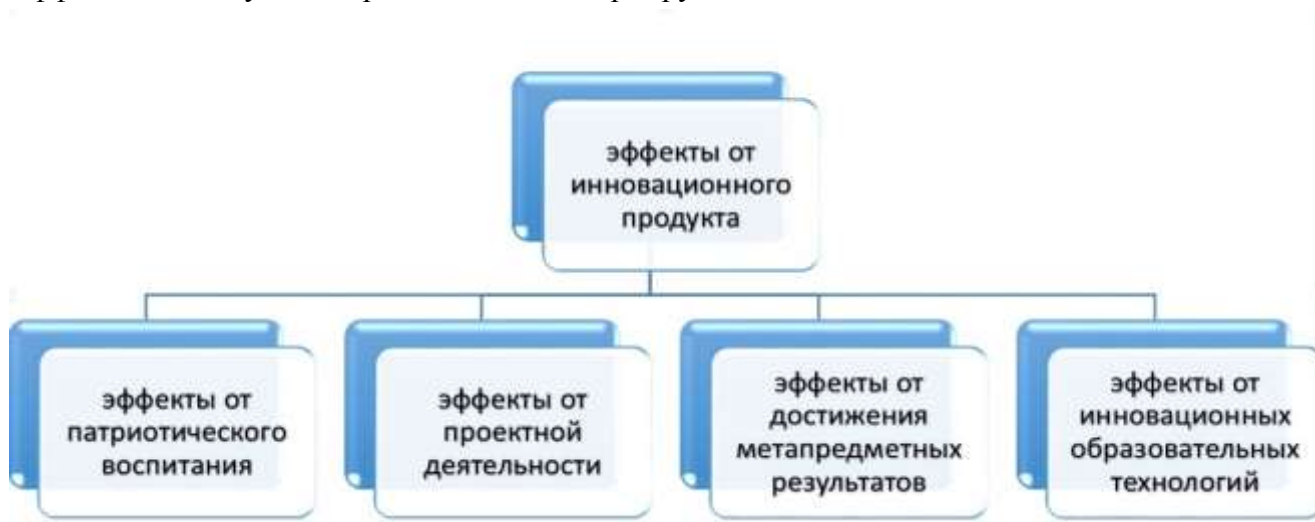 эффекты от
инновационного
продукта
эффекты от
патриотического
воспитания
эффекты от
проектной
деятельности
эффекты от
достижения
метапредметных
результатов
эффекты от
инновационных
образовательных
технологий